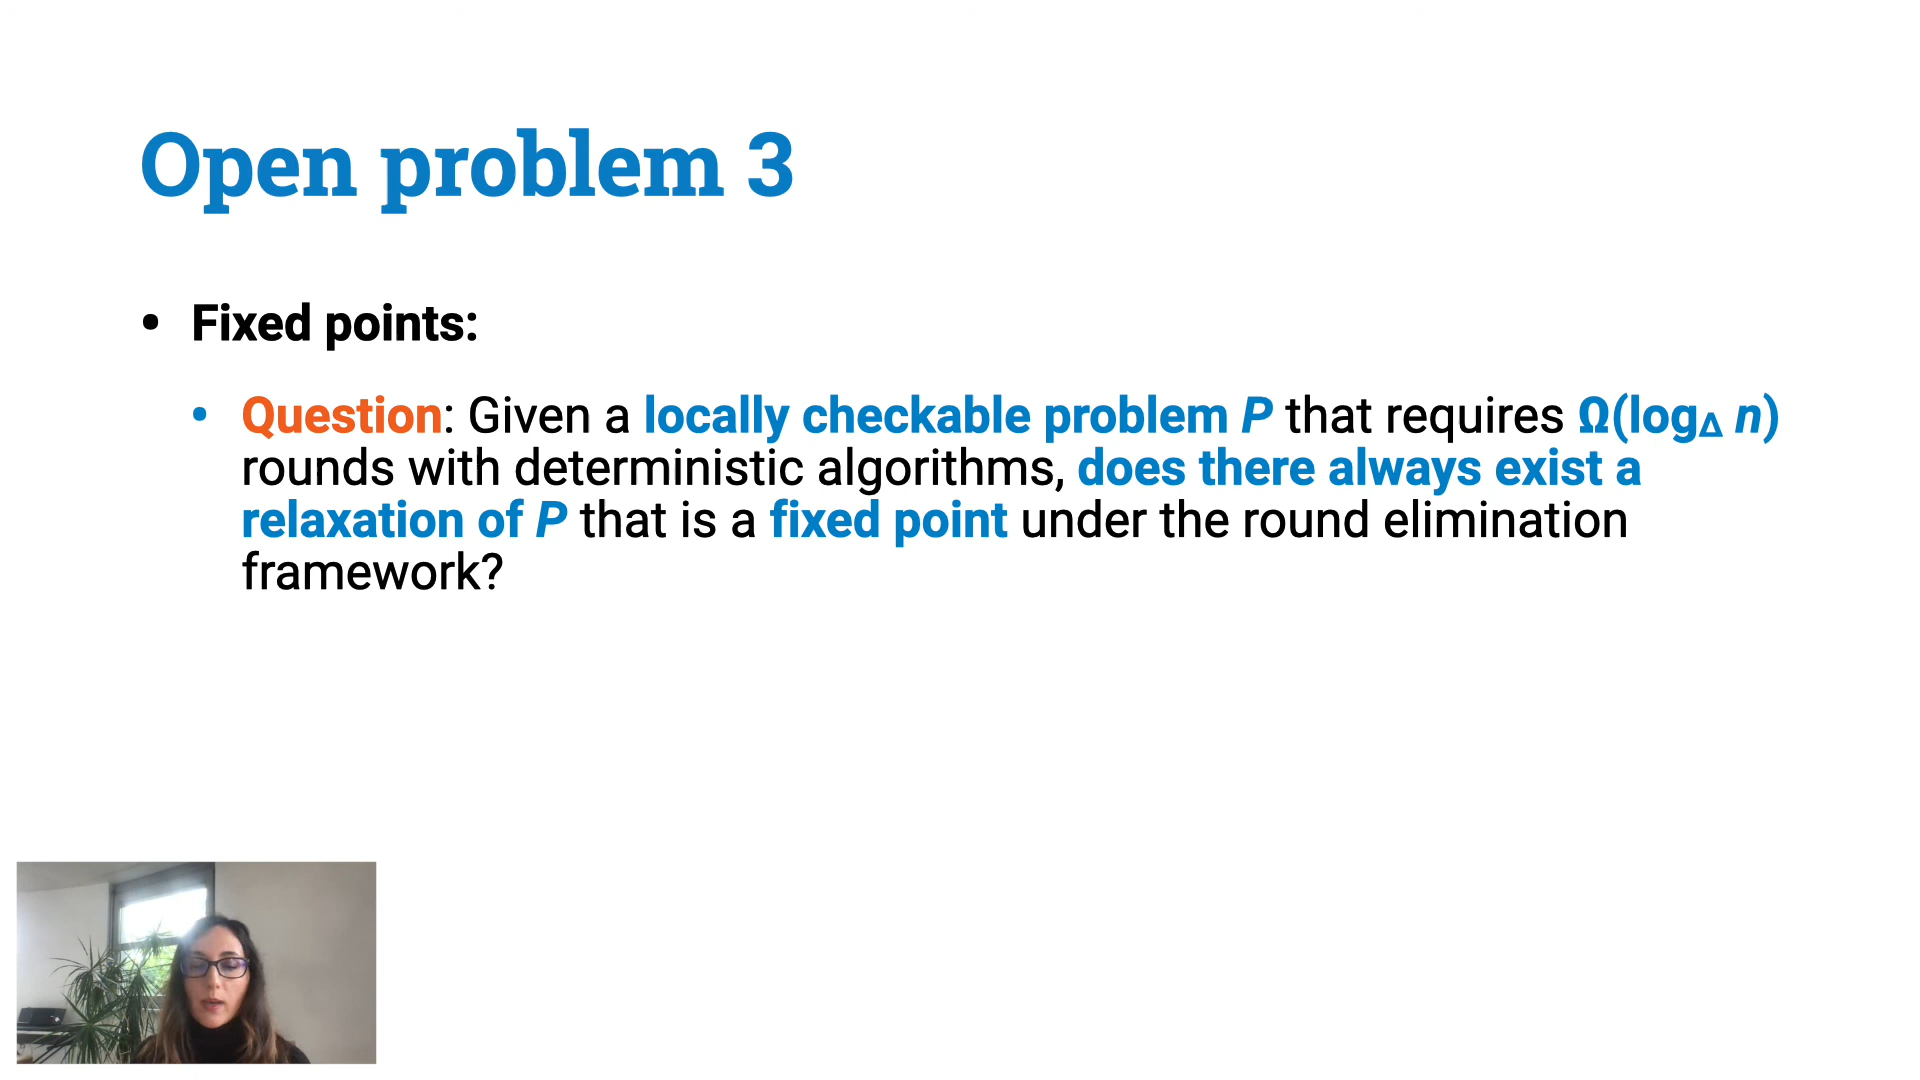 Open problem 3
• Fixed points:
• Question: Given a locally checkable problem P that requires Ω(log_Δ n)
rounds with deterministic algorithms, does there always exist a
relaxation of P that is a fixed point under the round elimination
framework?